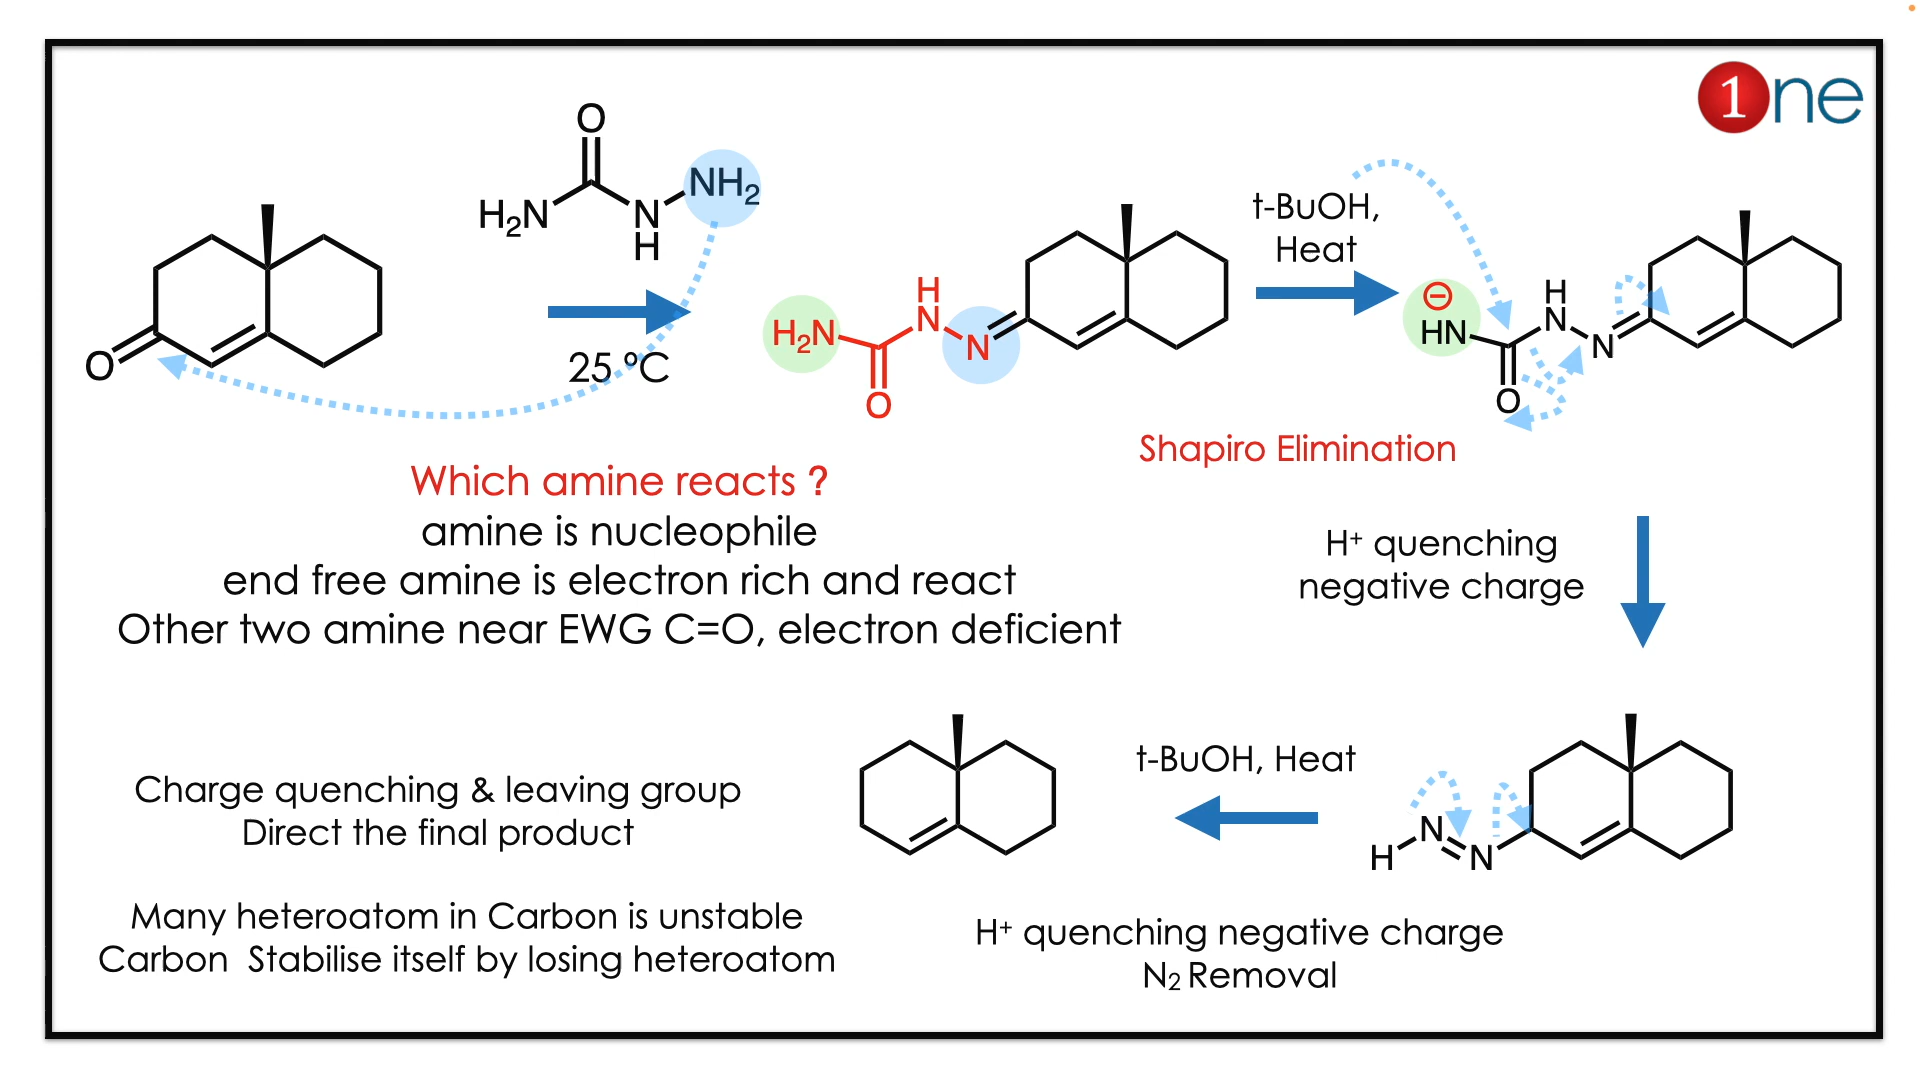 1ne
O
H₂N
N
H
NH₂
O
25 ºC
H₂N
H
N
N
O
t-BuOH,
Heat
⊖
HN
H
N
N
O
Shapiro Elimination
Which amine reacts ?
amine is nucleophile
end free amine is electron rich and react
Other two amine near EWG C=O, electron deficient
H⁺ quenching
negative charge
Charge quenching & leaving group
Direct the final product
t-BuOH, Heat
H
N
N
Many heteroatom in Carbon is unstable
Carbon  Stabilise itself by losing heteroatom
H⁺ quenching negative charge
N₂ Removal